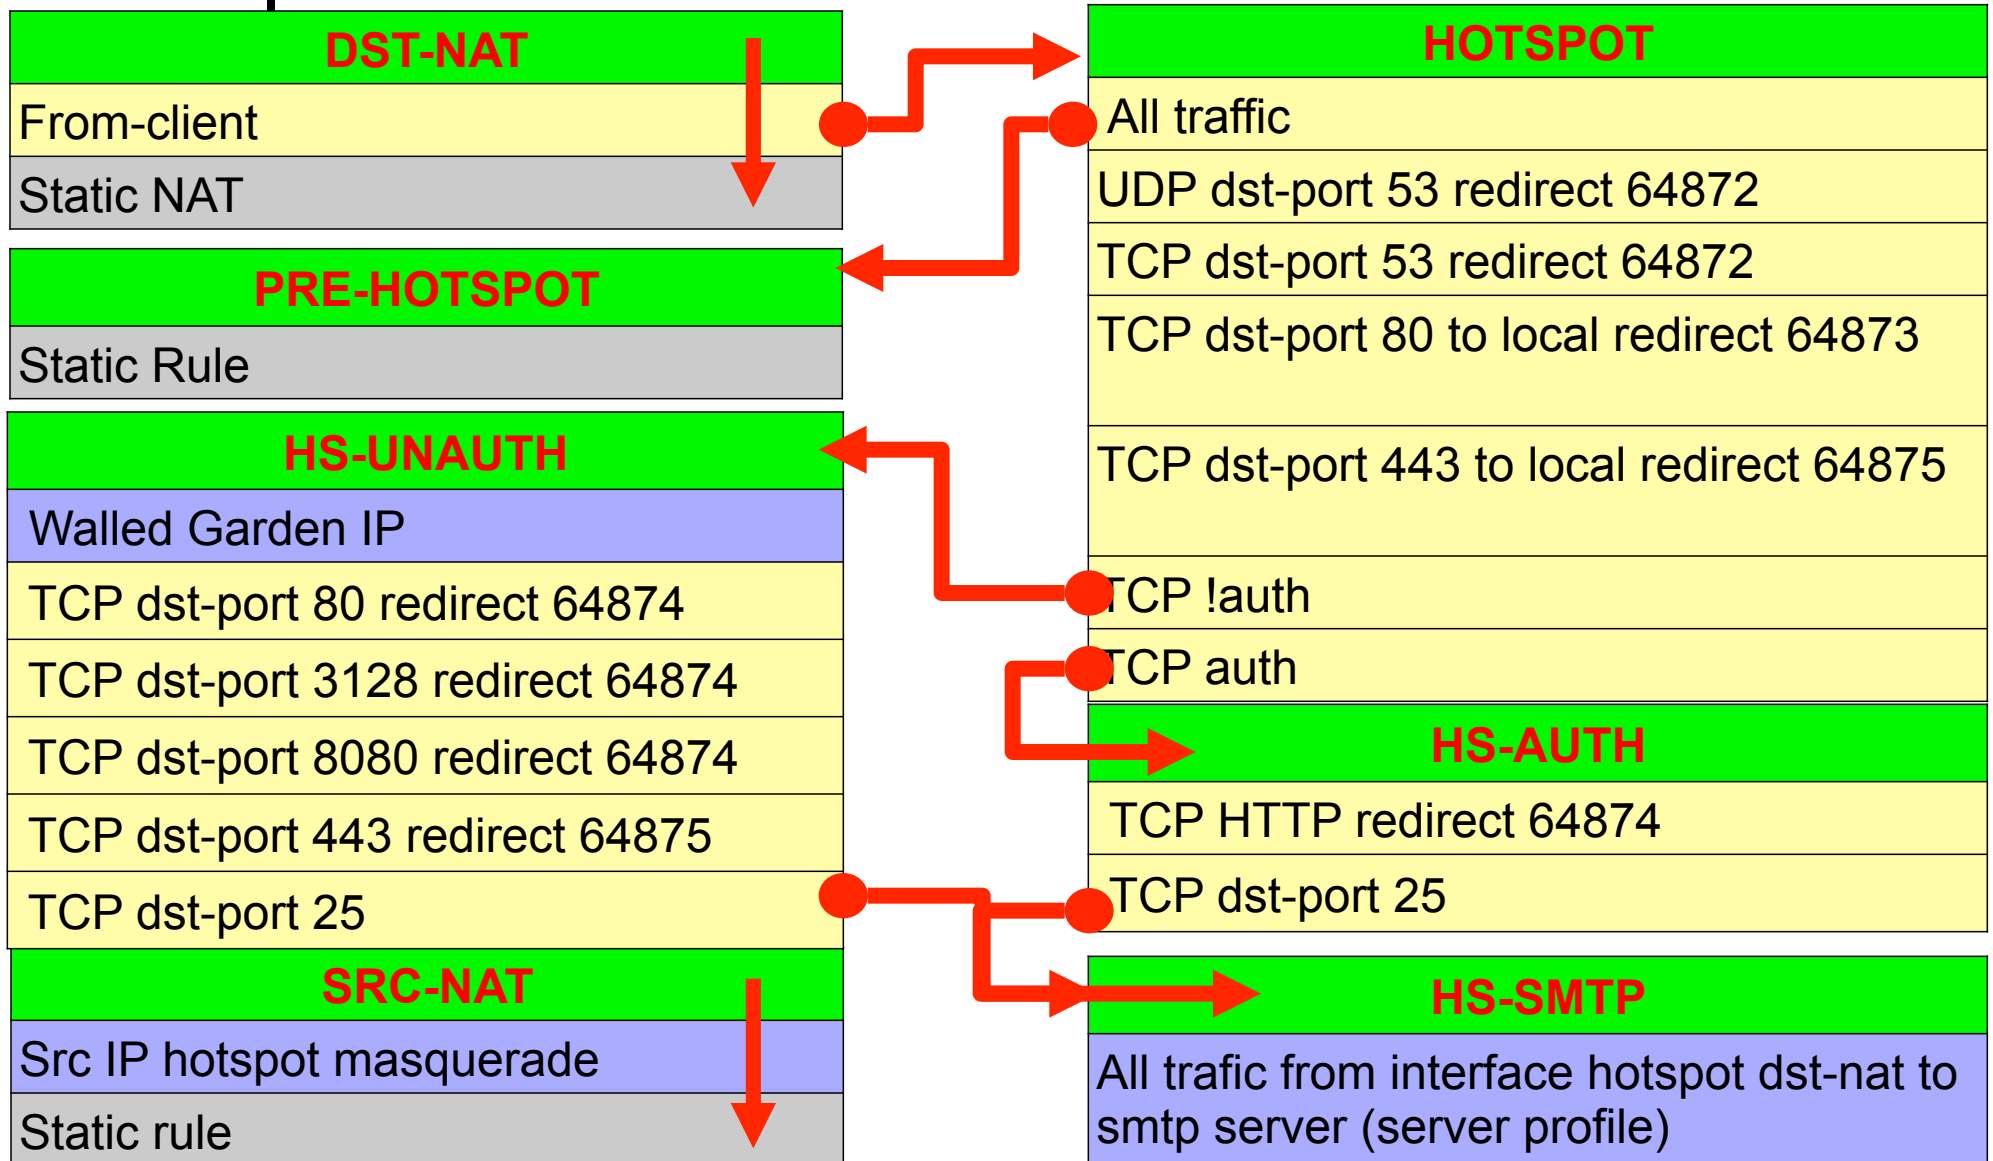 DST-NAT
From-client
Static NAT
PRE-HOTSPOT
Static Rule
HS-UNAUTH
Walled Garden IP
TCP dst-port 80 redirect 64874
TCP dst-port 3128 redirect 64874
TCP dst-port 8080 redirect 64874
TCP dst-port 443 redirect 64875
TCP dst-port 25
SRC-NAT
Src IP hotspot masquerade
Static rule
HOTSPOT
All traffic
UDP dst-port 53 redirect 64872
TCP dst-port 53 redirect 64872
TCP dst-port 80 to local redirect 64873
TCP dst-port 443 to local redirect 64875
TCP !auth
TCP auth
HS-AUTH
TCP HTTP redirect 64874
TCP dst-port 25
HS-SMTP
All trafic from interface hotspot dst-nat to
smtp server (server profile)